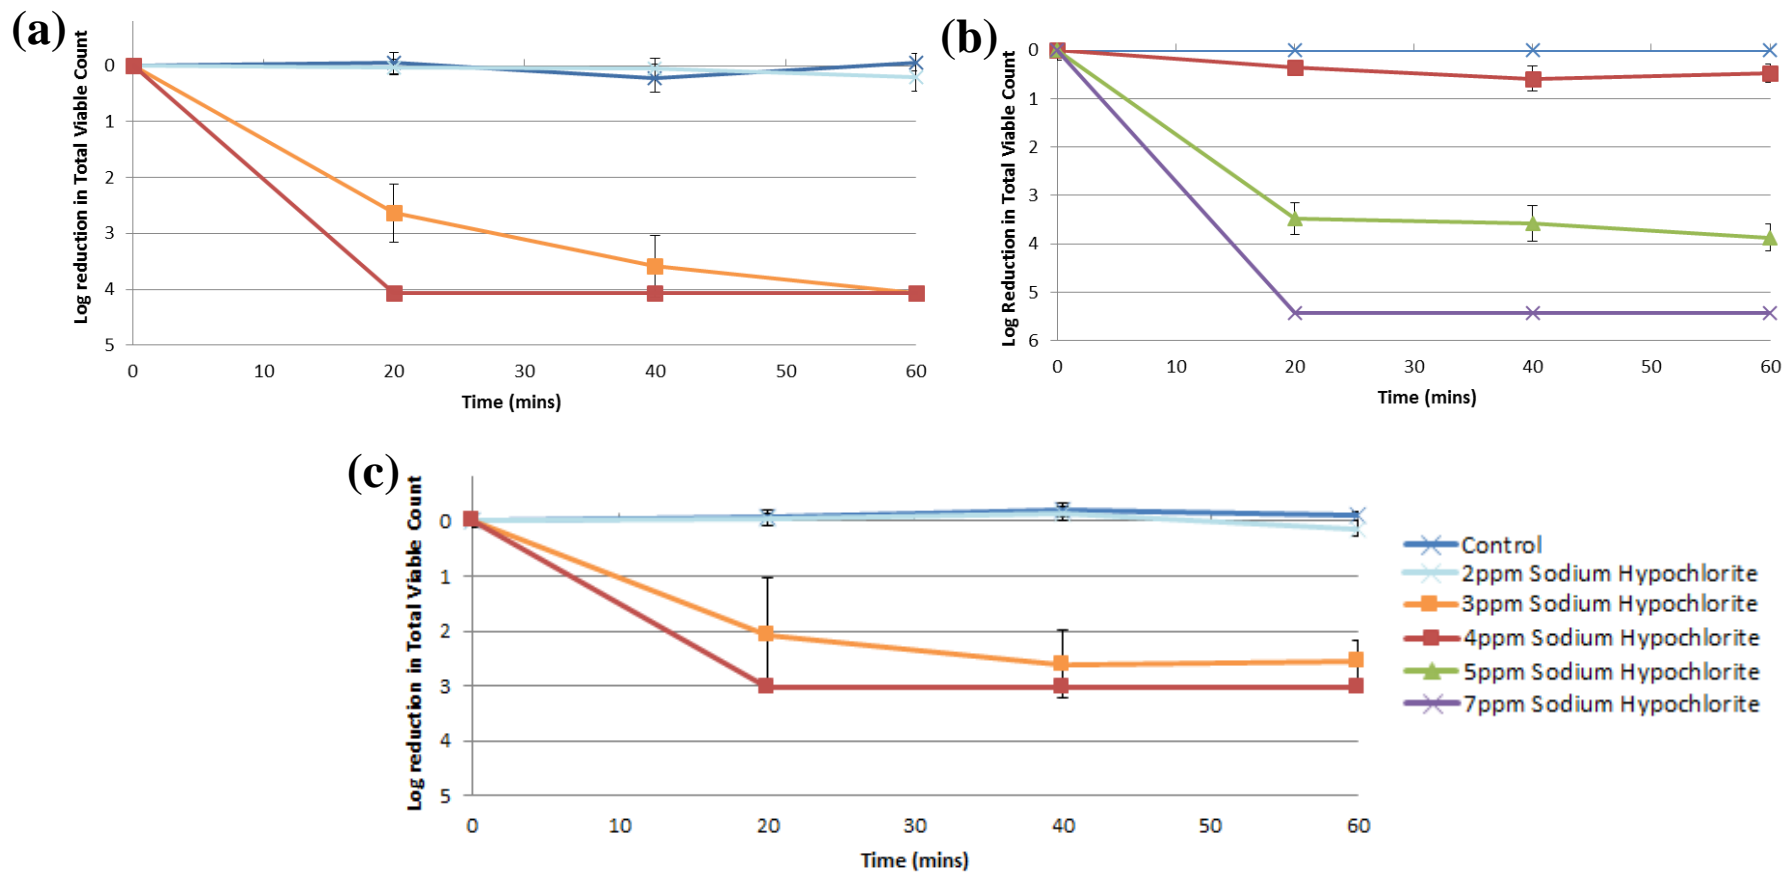 (a)
Log reduction in Total Viable Count
0
1
2
3
4
5
0 10 20 30 40 50 60
Time (mins)
(b)
Log Reduction in Total Viable Count
0
1
2
3
4
5
6
0 10 20 30 40 50 60
Time (mins)
(c)
Log reduction in Total Viable Count
0
1
2
3
4
5
0 10 20 30 40 50 60
Time (mins)
Control
2ppm Sodium Hypochlorite
3ppm Sodium Hypochlorite
4ppm Sodium Hypochlorite
5ppm Sodium Hypochlorite
7ppm Sodium Hypochlorite